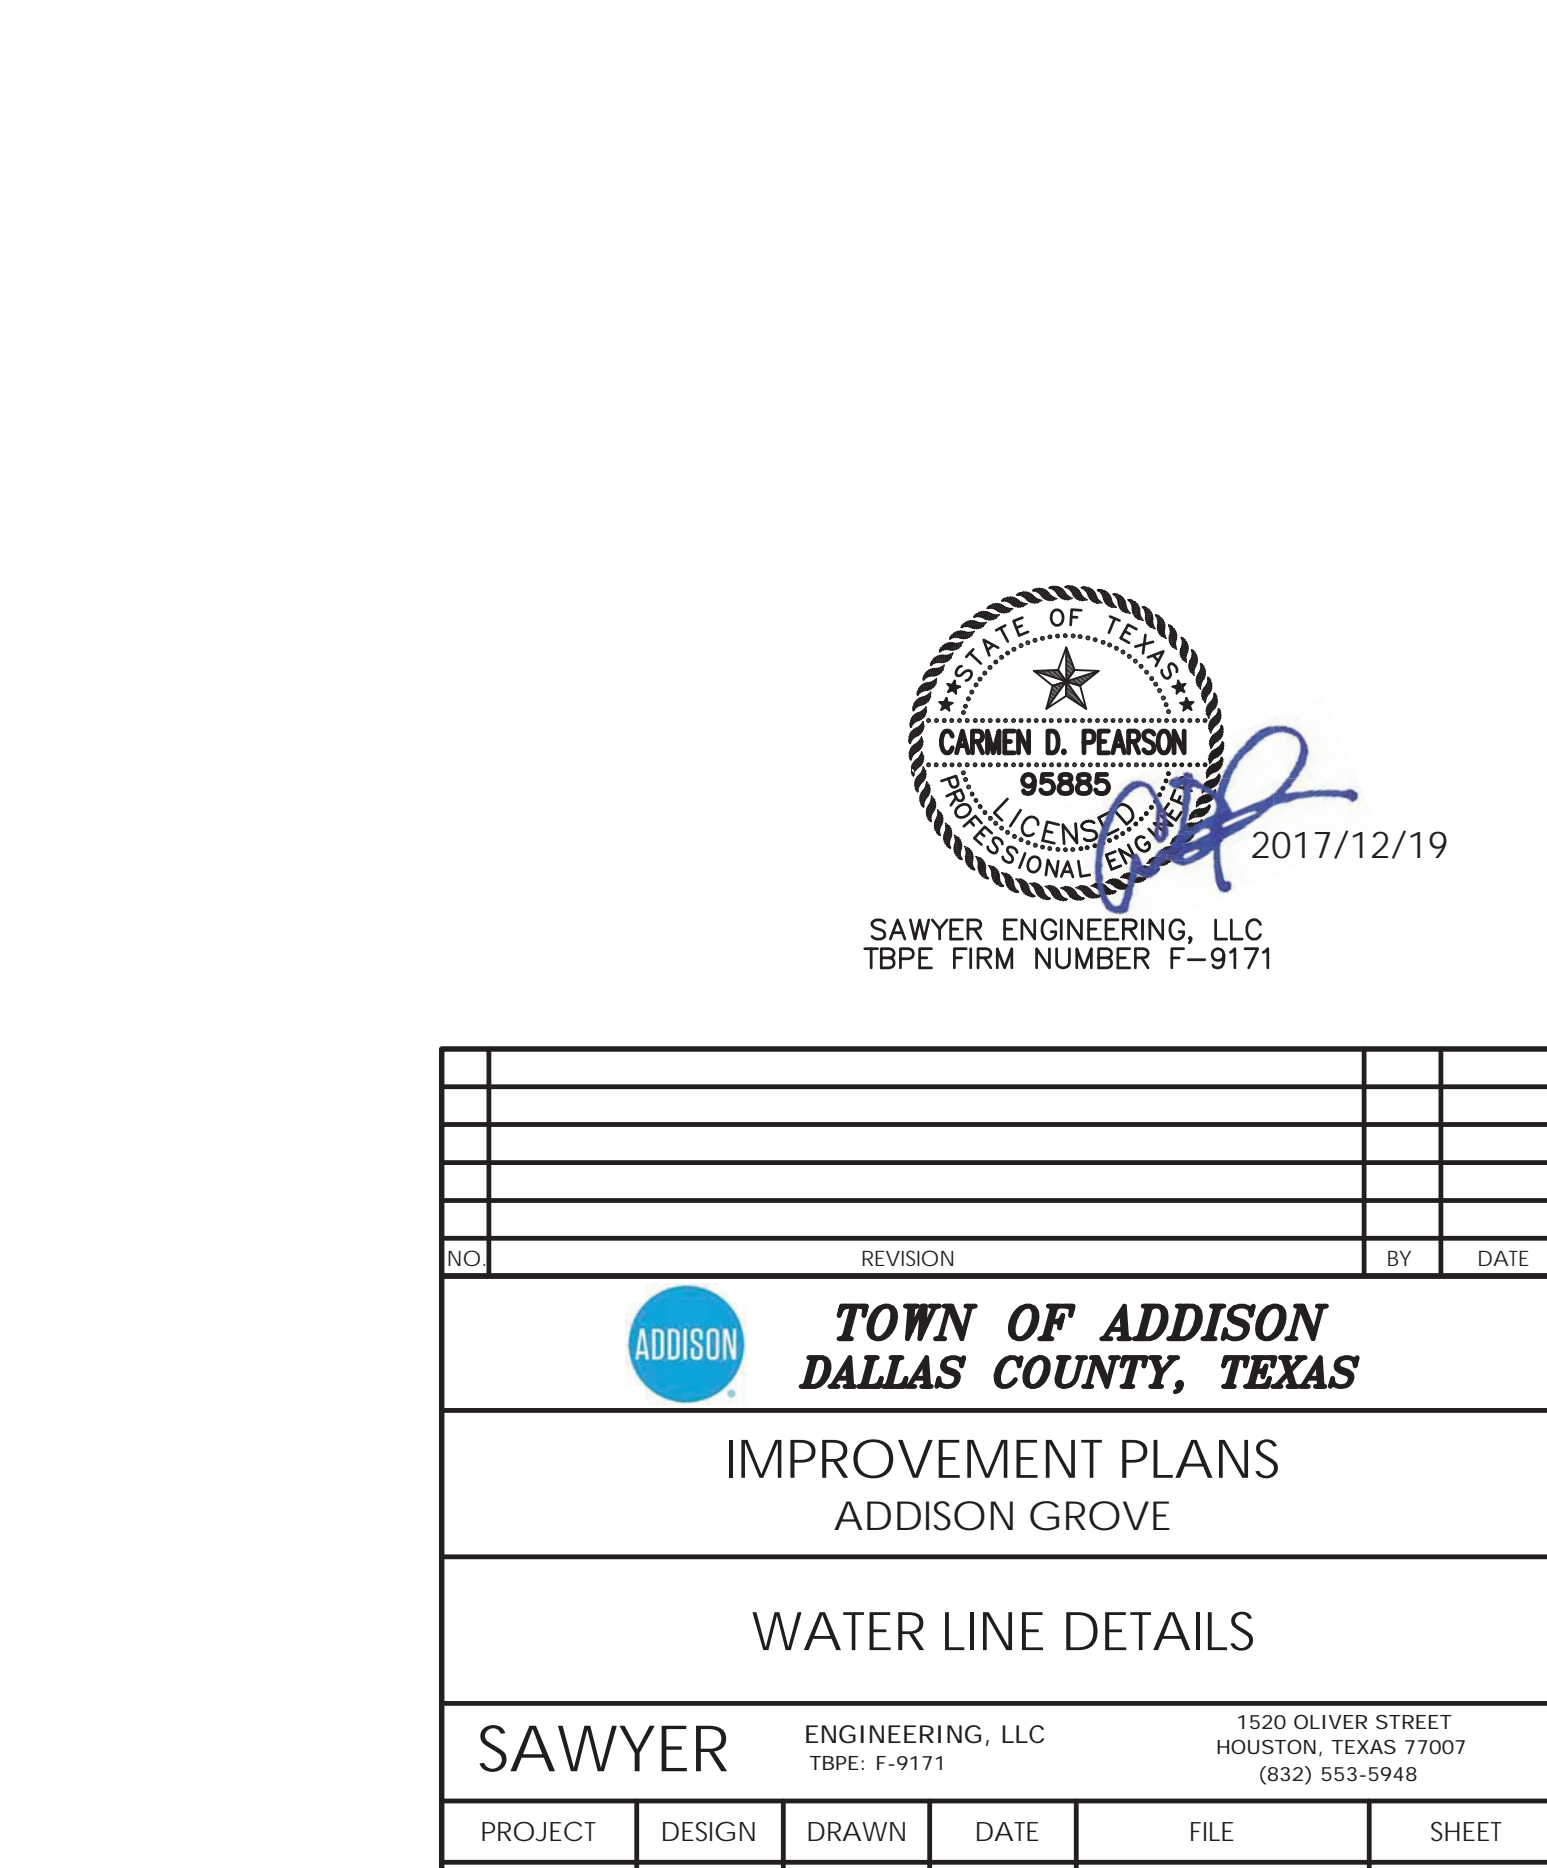 STATE OF TEXAS
CARMEN D. PEARSON
95885
LICENSED
PROFESSIONAL ENGINEER
2017/12/19
SAWYER ENGINEERING, LLC
TBPE FIRM NUMBER F-9171
NO. REVISION BY DATE
ADDISON
TOWN OF ADDISON
DALLAS COUNTY, TEXAS
IMPROVEMENT PLANS
ADDISON GROVE
WATER LINE DETAILS
SAWYER ENGINEERING, LLC
TBPE: F-9171
1520 OLIVER STREET
HOUSTON, TEXAS 77007
(832) 553-5948
PROJECT DESIGN DRAWN DATE FILE SHEET